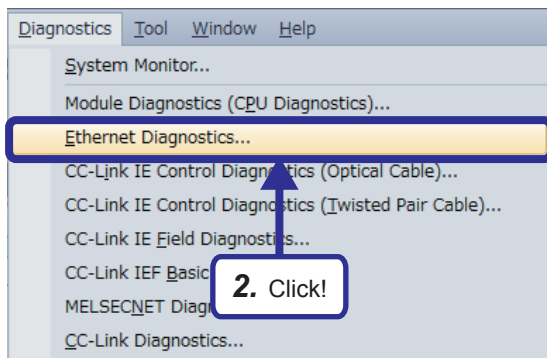 Diagnostics Tool Window Help
System Monitor...
Module Diagnostics (CPU Diagnostics)...
Ethernet Diagnostics...
CC-Link IE Control Diagnostics (Optical Cable)...
CC-Link IE Control Diagnostics (Twisted Pair Cable)...
CC-Link IE Field Diagnostics...
CC-Link IEF Basic
MELSECNET
2. Click!
CC-Link Diagnostics...